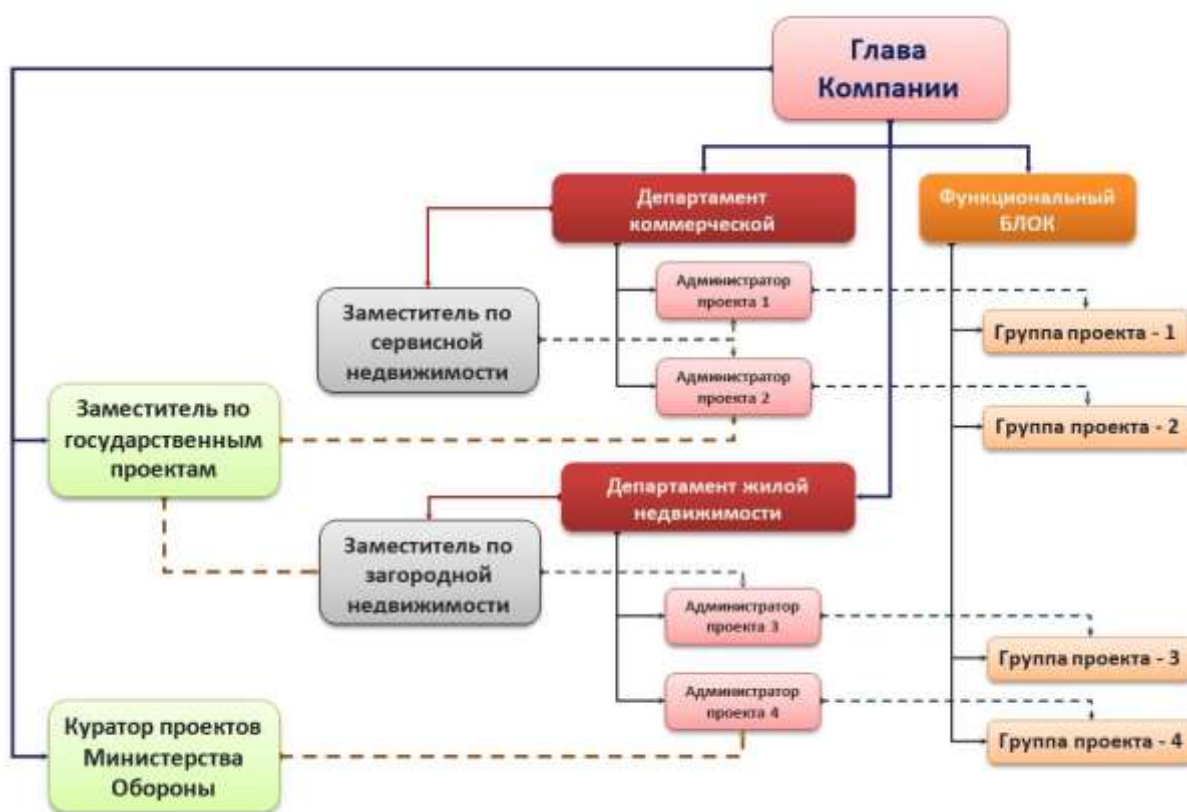 Глава
Компании
Департамент
коммерческой
Функциональный
БЛОК
Администратор
проекта 1
Группа проекта - 1
Заместитель по
сервисной
недвижимости
Администратор
проекта 2
Группа проекта - 2
Заместитель по
государственным
проектам
Департамент жилой
недвижимости
Заместитель по
загородной
недвижимости
Администратор
проекта 3
Группа проекта - 3
Администратор
проекта 4
Группа проекта - 4
Куратор проектов
Министерства
Обороны